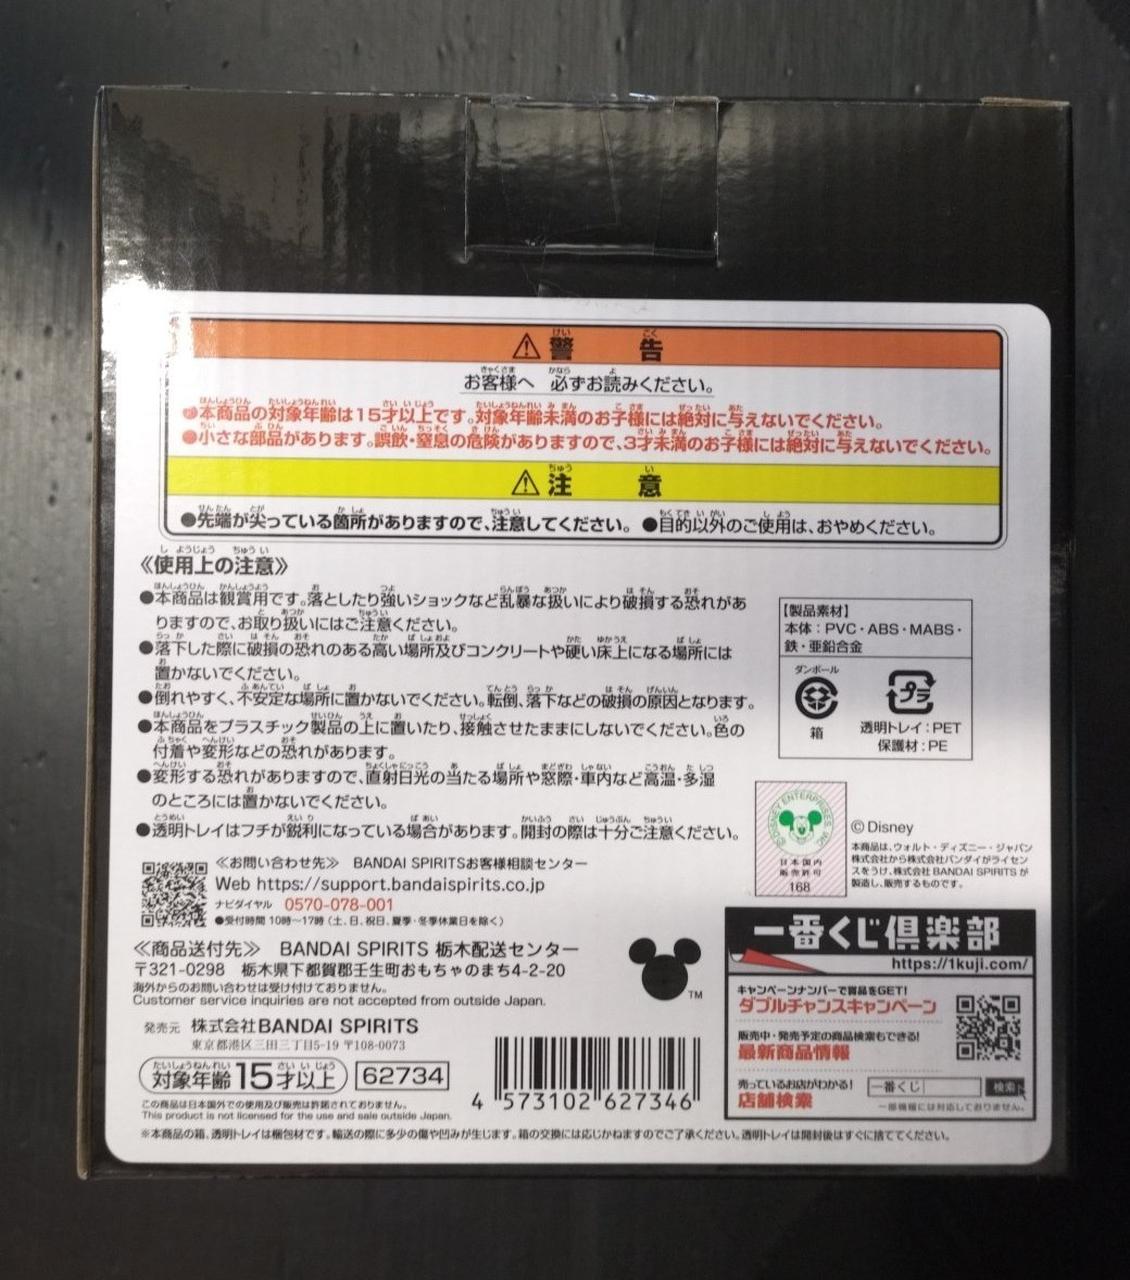 警告
お客様へ 必ずお読みください。
●本商品の対象年齢は15才以上です。対象年齢未満のお子様には絶対に与えないでください。
●小さな部品があります。誤飲・窒息の危険がありますので、3才未満のお子様には絶対に与えないでください。
注意
●先端が尖っている箇所がありますので、注意してください。 ●目的以外のご使用は、おやめください。
《使用上の注意》
●本商品は観賞用です。落としたり強いショックなど乱暴な扱いにより破損する恐れがあ
りますので、お取り扱いにはご注意ください。
●落下した際に破損の恐れのある高い場所及びコンクリートや硬い床上になる場所には
置かないでください。
●倒れやすく、不安定な場所に置かないでください。転倒、落下などの破損の原因となります。
●本商品をプラスチック製品の上に置いたり、接触させたままにしないでください。色の
付着や変形などの恐れがあります。
●変形する恐れがありますので、直射日光の当たる場所や窓際・車内など高温・多湿
のところには置かないでください。
●透明トレイはフチが鋭利になっている場合があります。開封の際は十分ご注意ください。
【製品素材】
本体:PVC・ABS・MABS・
鉄・亜鉛合金
ダンボール
箱
プラ
透明トレイ:PET
保護材:PE
©DISNEY ENTERPRISES, INC.
日本国内
販売許可
168
©Disney
本商品は、ウォルト・ディズニー・ジャパン
株式会社から株式会社バンダイがライセン
スをうけ、株式会社BANDAI SPIRITSが
製造し、販売するものです。
≪お問い合わせ先≫ BANDAI SPIRITSお客様相談センター
Web https://support.bandaispirits.co.jp
ナビダイヤル 0570-078-001
●受付時間 10時〜17時(土、日、祝日、夏季・冬季休業日を除く)
≪商品送付先≫ BANDAI SPIRITS 栃木配送センター
〒321-0298 栃木県下都賀郡壬生町おもちゃのまち4-2-20
海外からのお問い合わせは受け付けておりません。
Customer service inquiries are not accepted from outside Japan.
TM
発売元 株式会社BANDAI SPIRITS
東京都港区三田三丁目5-19 〒108-0073
対象年齢15才以上
62734
4 573102 627346
この商品は日本国外での使用及び販売は許諾されておりません。
This product is not licensed for the use and sale outside Japan.
一番くじ倶楽部
https://1kuji.com/
キャンペーンナンバーで賞品をGET!
ダブルチャンスキャンペーン
販売中・発売予定の商品検索もできる!
最新商品情報
売っているお店がわかる!
店舗検索
一番くじ 検索
一部機種には対応しておりません。
※本商品の箱、透明トレイは梱包材です。輸送の際に多少の傷や凹みが生じます。箱の交換には応じかねますのでご了承ください。透明トレイは開封後はすぐに捨ててください。